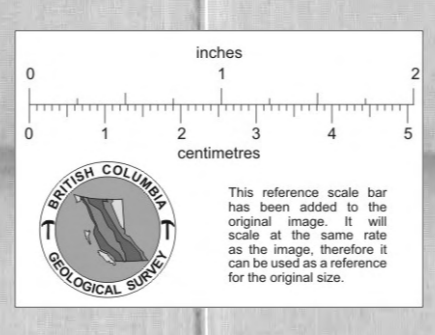 inches
0 1 2
0 1 2 3 4 5
centimetres
BRITISH COLUMBIA
GEOLOGICAL SURVEY
This reference scale bar
has been added to the
original image. It will
scale at the same rate
as the image, therefore it
can be used as a reference
for the original size.